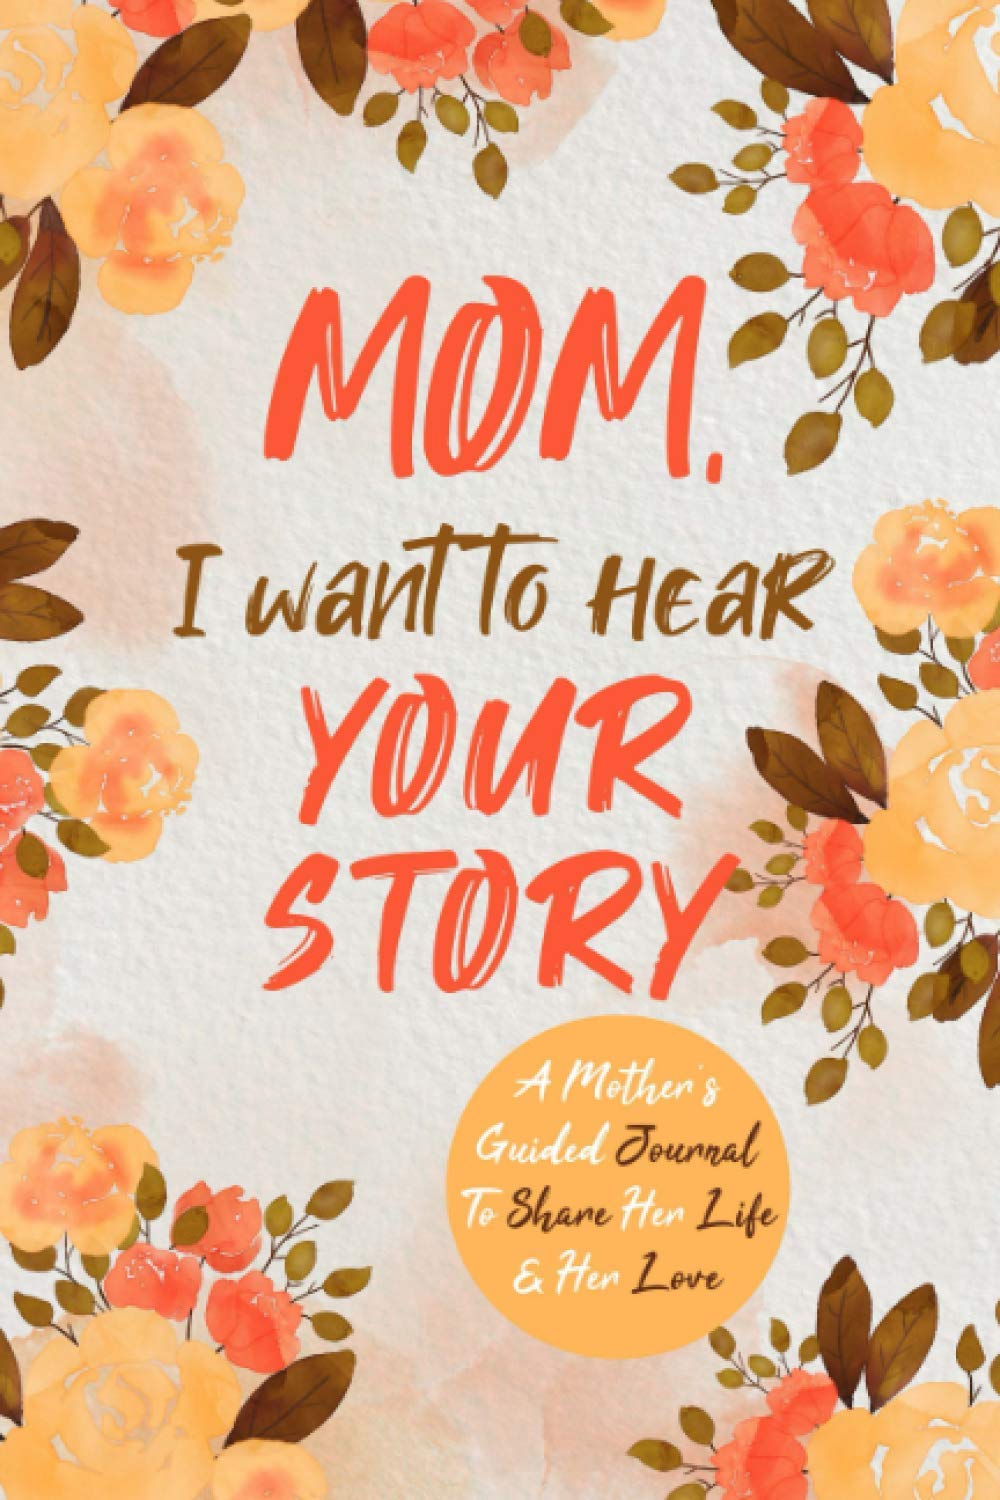 MOM,
I want to HEaR
YOUR
STORY
A Mother's
Guided Journal
To Share Her Life
& Her Love